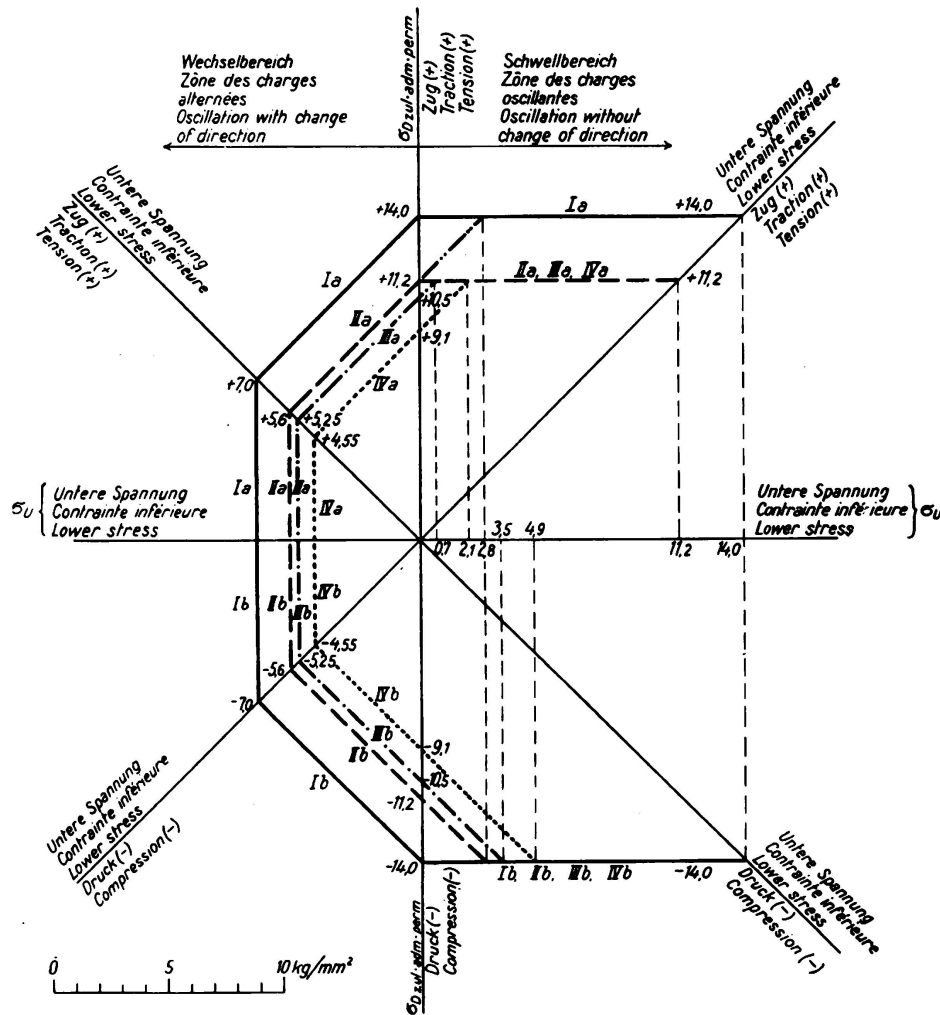 Wechselbereich
Zône des charges
alternées
Oscillation with change
of direction
σD zul·adm·perm
Zug (+)
Traction (+)
Tension (+)
Schwellbereich
Zône des charges
oscillantes
Oscillation without
change of direction
Untere Spannung
Contrainte inférieure
Lower stress
Zug (+)
Traction (+)
Tension (+)
Untere Spannung
Contrainte inférieure
Lower stress
Zug (+)
Traction (+)
Tension (+)
+14,0
Ia
+14,0
Ia
+11,2
IIa, IIIa, IVa
+11,2
+10,5
IIa
IIIa
+9,1
IVa
+7,0
+5,6
+5,25
+4,55
σu
Untere Spannung
Contrainte inférieure
Lower stress
Ia
IIa
IIa
IVa
3,5
4,9
Untere Spannung
Contrainte inférieure
Lower stress
σu
0,7
2,1
2,8
11,2
14,0
Ib
IIb
IIb
IVb
-4,55
-5,25
-5,6
-7,0
IVb
IIIb
IIb
-9,1
-10,5
-11,2
Ib
-14,0
Ib, IIb, IIIb, IVb
-14,0
Untere Spannung
Contrainte inférieure
Lower stress
Druck (-)
Compression (-)
Druck (-)
Compression (-)
σD zul·adm·perm
Untere Spannung
Contrainte inférieure
Lower stress
Druck (-)
Compression (-)
0
5
10 kg/mm²